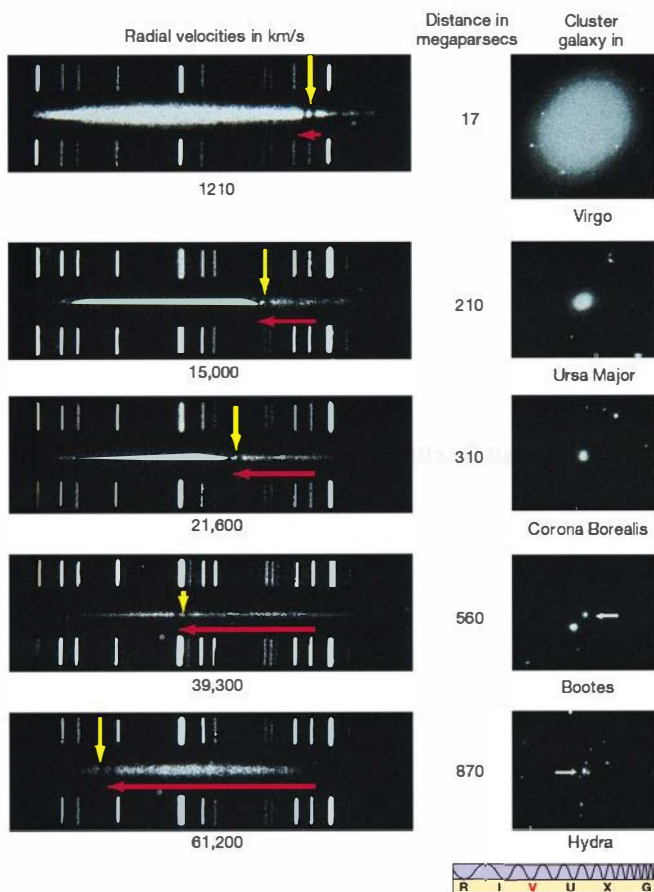 Radial velocities in km/s
Distance in
megaparsecs
Cluster
galaxy in
1210
17
Virgo
15,000
210
Ursa Major
21,600
310
Corona Borealis
39,300
560
Bootes
61,200
870
Hydra
R I V U X G